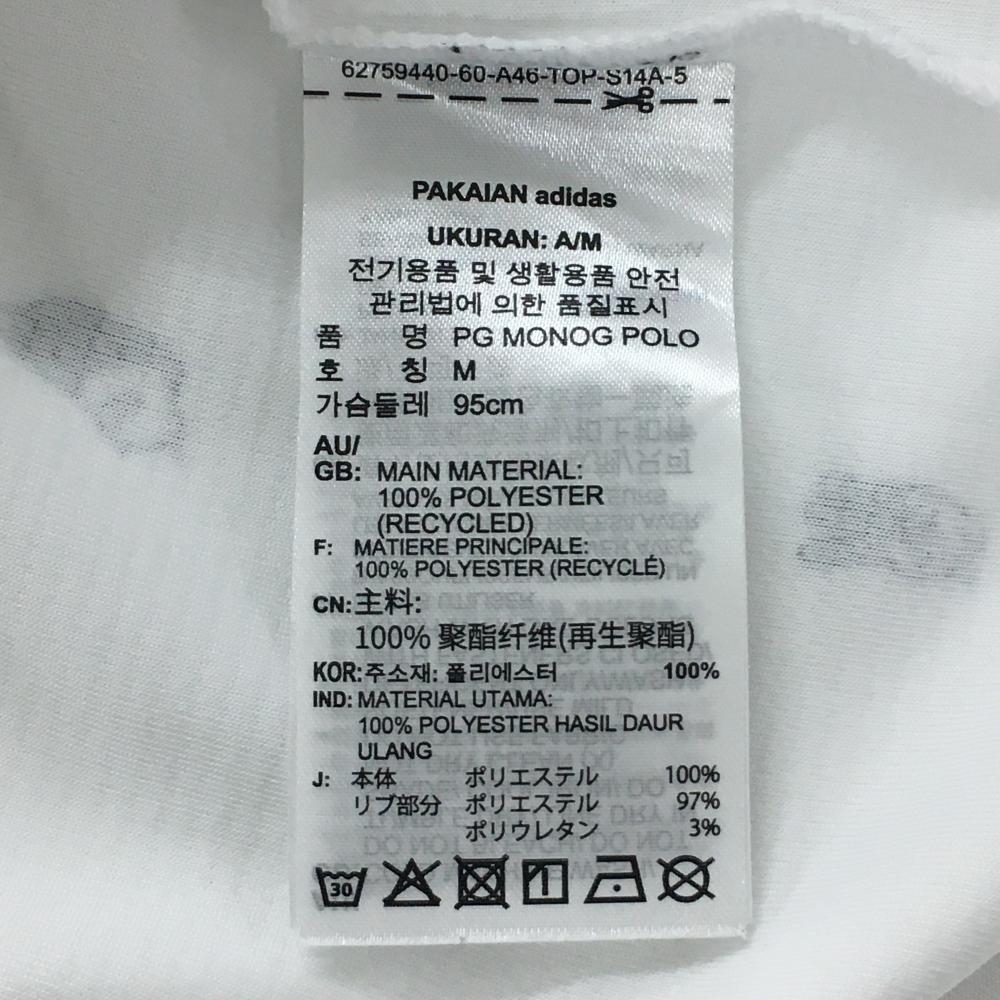 62759440-60-A46-TOP-S14A-5
PAKAIAN adidas
UKURAN: A/M
전기용품 및 생활용품 안전
관리법에 의한 품질표시
품 명 PG MONOG POLO
호 칭 M
가슴둘레 95cm
AU/
GB: MAIN MATERIAL:
100% POLYESTER
(RECYCLED)
F: MATIERE PRINCIPALE:
100% POLYESTER (RECYCLÉ)
CN:主料:
100% 聚酯纤维(再生聚酯)
KOR:주소재: 폴리에스터 100%
IND: MATERIAL UTAMA:
100% POLYESTER HASIL DAUR
ULANG
J: 本体 ポリエステル 100%
リブ部分 ポリエステル 97%
ポリウレタン 3%
30